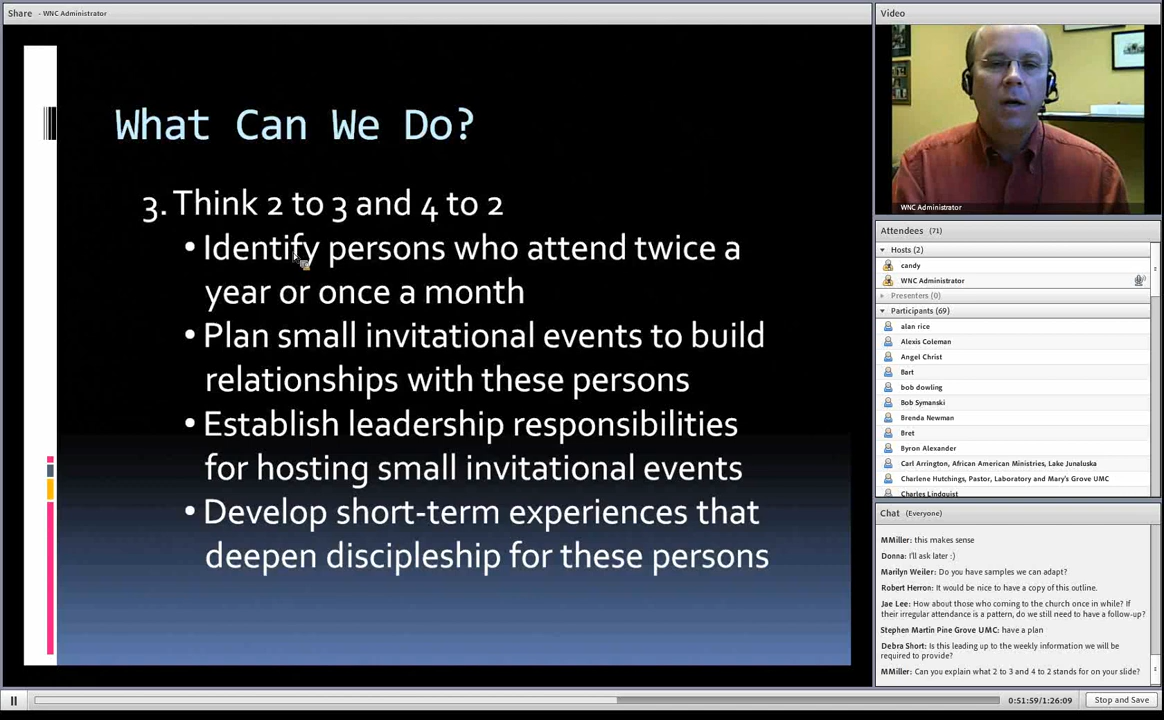 Share - WNC Administrator
What Can We Do?
3. Think 2 to 3 and 4 to 2
• Identify persons who attend twice a
year or once a month
• Plan small invitational events to build
relationships with these persons
• Establish leadership responsibilities
for hosting small invitational events
• Develop short-term experiences that
deepen discipleship for these persons
Video
WNC Administrator
Attendees (71)
Hosts (2)
candy
WNC Administrator
Presenters (0)
Participants (69)
alan rice
Alexis Coleman
Angel Christ
Bart
bob dowling
Bob Symanski
Brenda Newman
Bret
Byron Alexander
Carl Arrington, African American Ministries, Lake Junaluska
Charlene Hutchings, Pastor, Laboratory and Mary's Grove UMC
Charles Lindquist
Chat (Everyone)
MMiller: this makes sense
Donna: I'll ask later :)
Marilyn Weiler: Do you have samples we can adapt?
Robert Herron: It would be nice to have a copy of this outline.
Jae Lee: How about those who coming to the church once in while? If
their irregular attendance is a pattern, do we still need to have a follow-up?
Stephen Martin Pine Grove UMC: have a plan
Debra Short: Is this leading up to the weekly information we will be
required to provide?
MMiller: Can you explain what 2 to 3 and 4 to 2 stands for on your slide?
0:51:59/1:26:09
Stop and Save